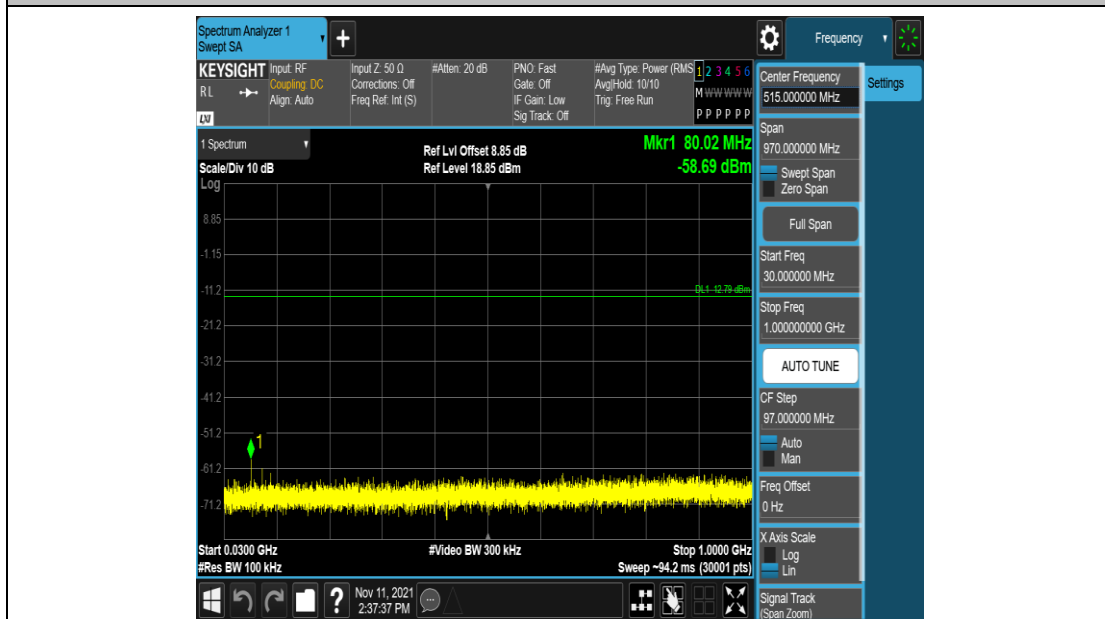 Spectrum Analyzer 1
Swept SA
+
Frequency
KEYSIGHT
RL
LXI
Input: RF
Coupling: DC
Align: Auto
Input Z: 50 Ω
Corrections: Off
Freq Ref: Int (S)
#Atten: 20 dB
PNO: Fast
Gate: Off
IF Gain: Low
Sig Track: Off
#Avg Type: Power (RMS
Avg|Hold: 10/10
Trig: Free Run
1 2 3 4 5 6
M W W W W W
P P P P P P
1 Spectrum
Scale/Div 10 dB
Log
Ref Lvl Offset 8.85 dB
Ref Level 18.85 dBm
Mkr1 80.02 MHz
-58.69 dBm
8.85
-1.15
-11.2
-21.2
-31.2
-41.2
-51.2
-61.2
-71.2
DL1 -12.79 dBm
1
Start 0.0300 GHz
#Res BW 100 kHz
#Video BW 300 kHz
Stop 1.0000 GHz
Sweep ~94.2 ms (30001 pts)
Center Frequency
515.000000 MHz
Settings
Span
970.000000 MHz
Swept Span
Zero Span
Full Span
Start Freq
30.000000 MHz
Stop Freq
1.000000000 GHz
AUTO TUNE
CF Step
97.000000 MHz
Auto
Man
Freq Offset
0 Hz
X Axis Scale
Log
Lin
Signal Track
(Span Zoom)
?
Nov 11, 2021
2:37:37 PM